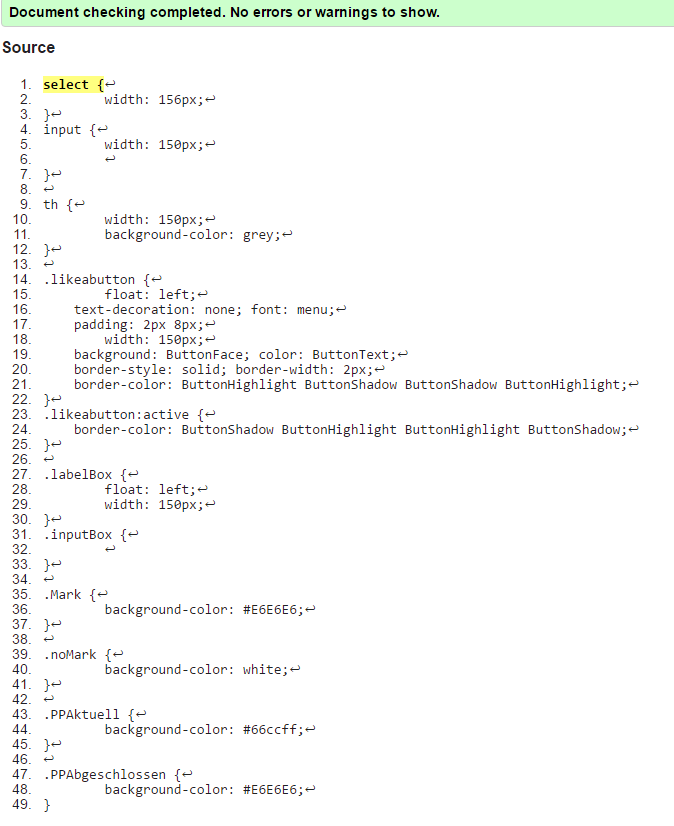 Document checking completed. No errors or warnings to show.
Source
1. select {↩
2. width: 156px;↩
3. }↩
4. input {↩
5. width: 150px;↩
6. ↩
7. }↩
8. ↩
9. th {↩
10. width: 150px;↩
11. background-color: grey;↩
12. }↩
13. ↩
14. .likeabutton {↩
15. float: left;↩
16. text-decoration: none; font: menu;↩
17. padding: 2px 8px;↩
18. width: 150px;↩
19. background: ButtonFace; color: ButtonText;↩
20. border-style: solid; border-width: 2px;↩
21. border-color: ButtonHighlight ButtonShadow ButtonShadow ButtonHighlight;↩
22. }↩
23. .likeabutton:active {↩
24. border-color: ButtonShadow ButtonHighlight ButtonHighlight ButtonShadow;↩
25. }↩
26. ↩
27. .labelBox {↩
28. float: left;↩
29. width: 150px;↩
30. }↩
31. .inputBox {↩
32. ↩
33. }↩
34. ↩
35. .Mark {↩
36. background-color: #E6E6E6;↩
37. }↩
38. ↩
39. .noMark {↩
40. background-color: white;↩
41. }↩
42. ↩
43. .PPAktuell {↩
44. background-color: #66ccff;↩
45. }↩
46. ↩
47. .PPAbgeschlossen {↩
48. background-color: #E6E6E6;↩
49. }